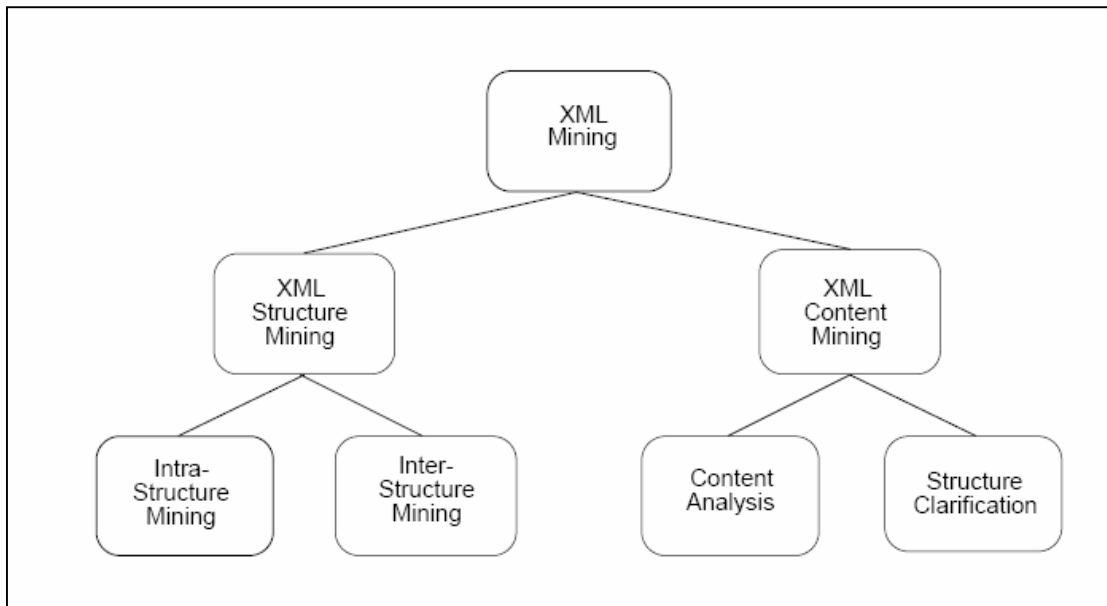 XML
Mining
XML
Structure
Mining
XML
Content
Mining
Intra-
Structure
Mining
Inter-
Structure
Mining
Content
Analysis
Structure
Clarification